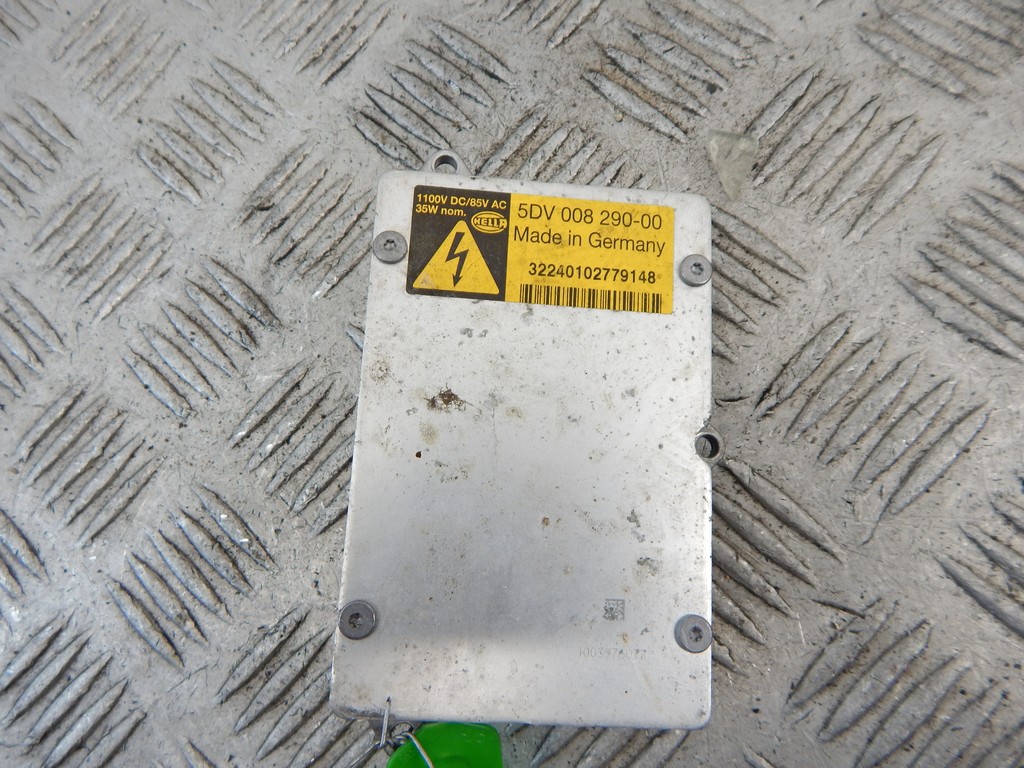 1100V DC/85V AC
35W nom.
HELLA
5DV 008 290-00
Made in Germany
32240102779148